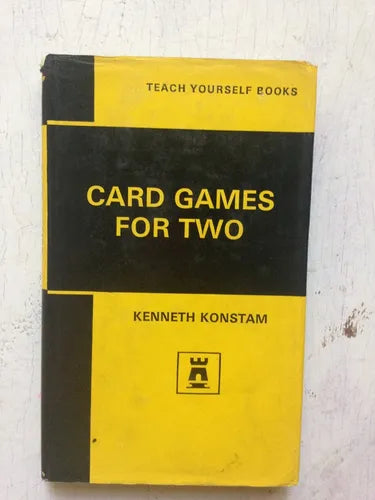 TEACH YOURSELF BOOKS
CARD GAMES
FOR TWO
KENNETH KONSTAM